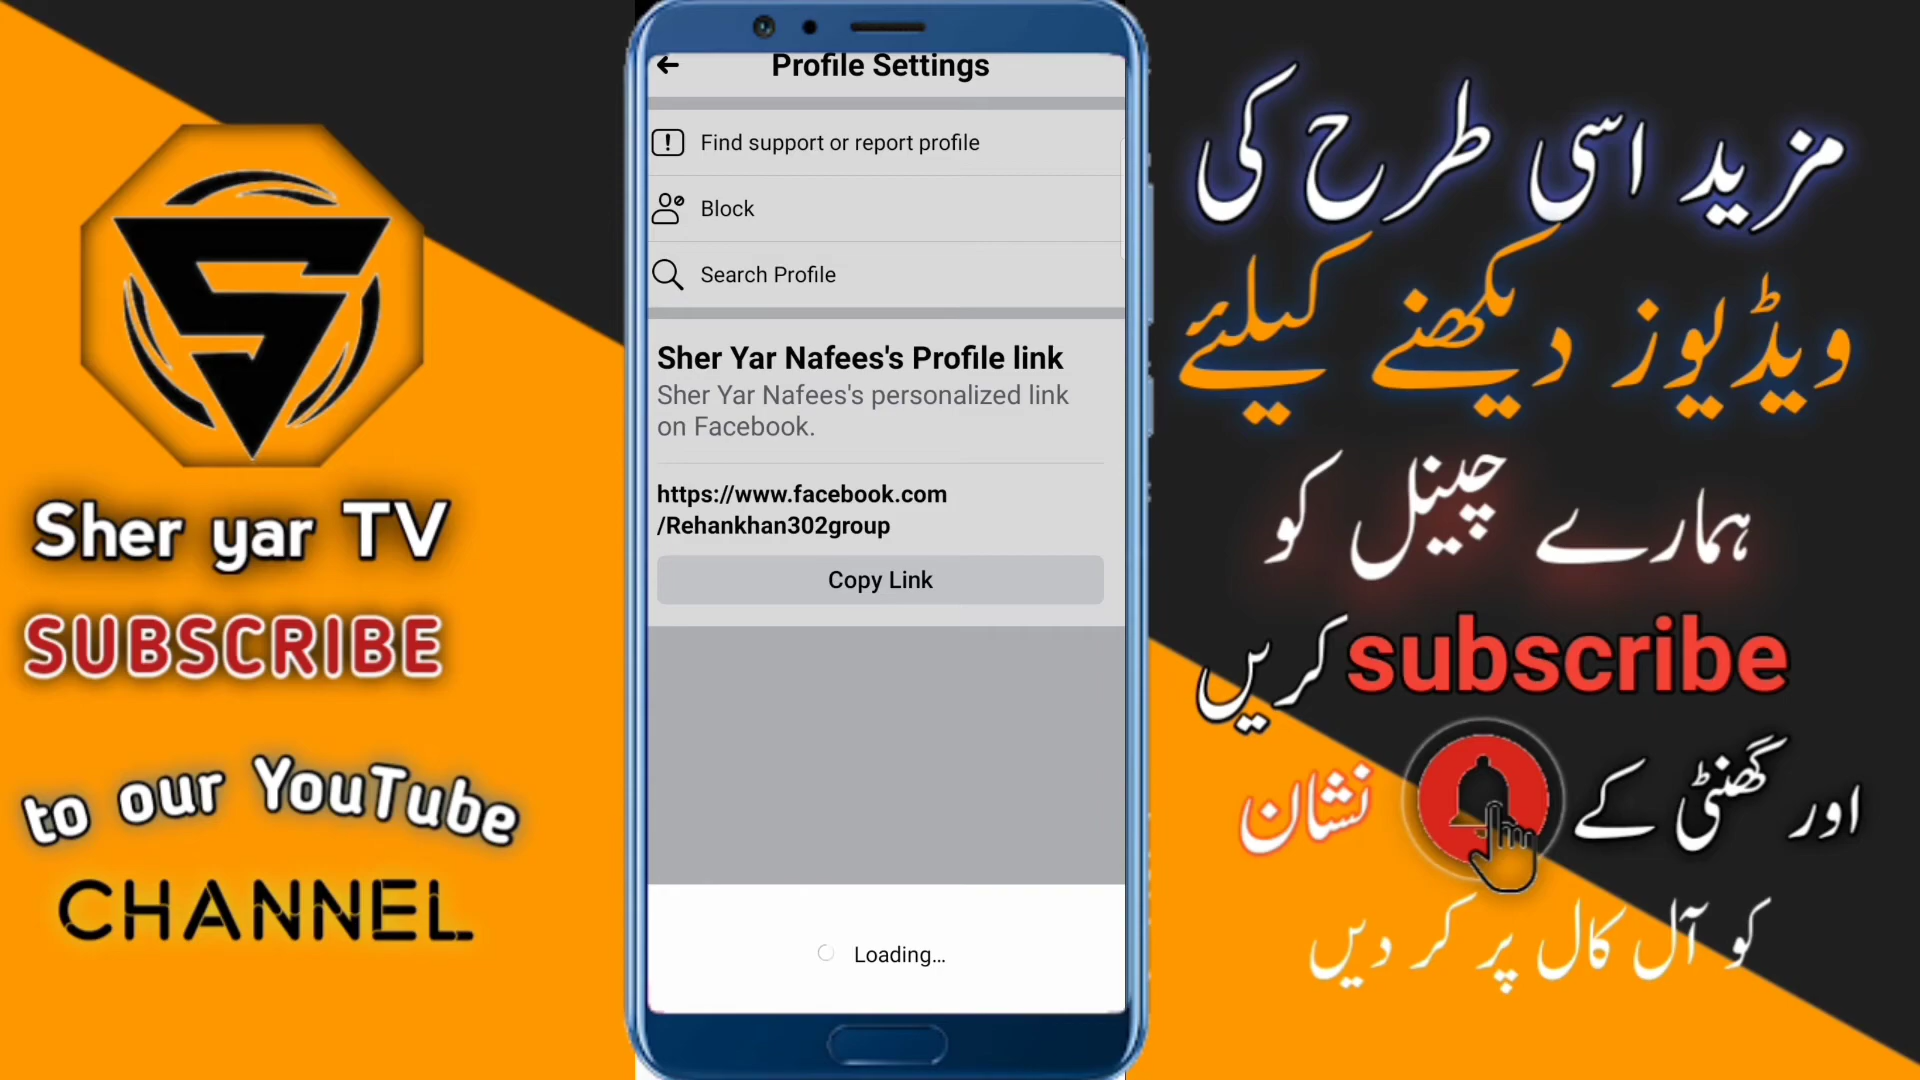 Sher yar TV
SUBSCRIBE
to our YouTube
CHANNEL
Profile Settings
Find support or report profile
Block
Search Profile
Sher Yar Nafees's Profile link
Sher Yar Nafees's personalized link
on Facebook.
https://www.facebook.com
/Rehankhan302group
Copy Link
Loading...
مزید اسی طرح کی
ویڈیوز دیکھنے کیلئے
ہمارے چینل کو
subscribe کریں
اور گھنٹی کے نشان
کو آل کال پر کر دیں